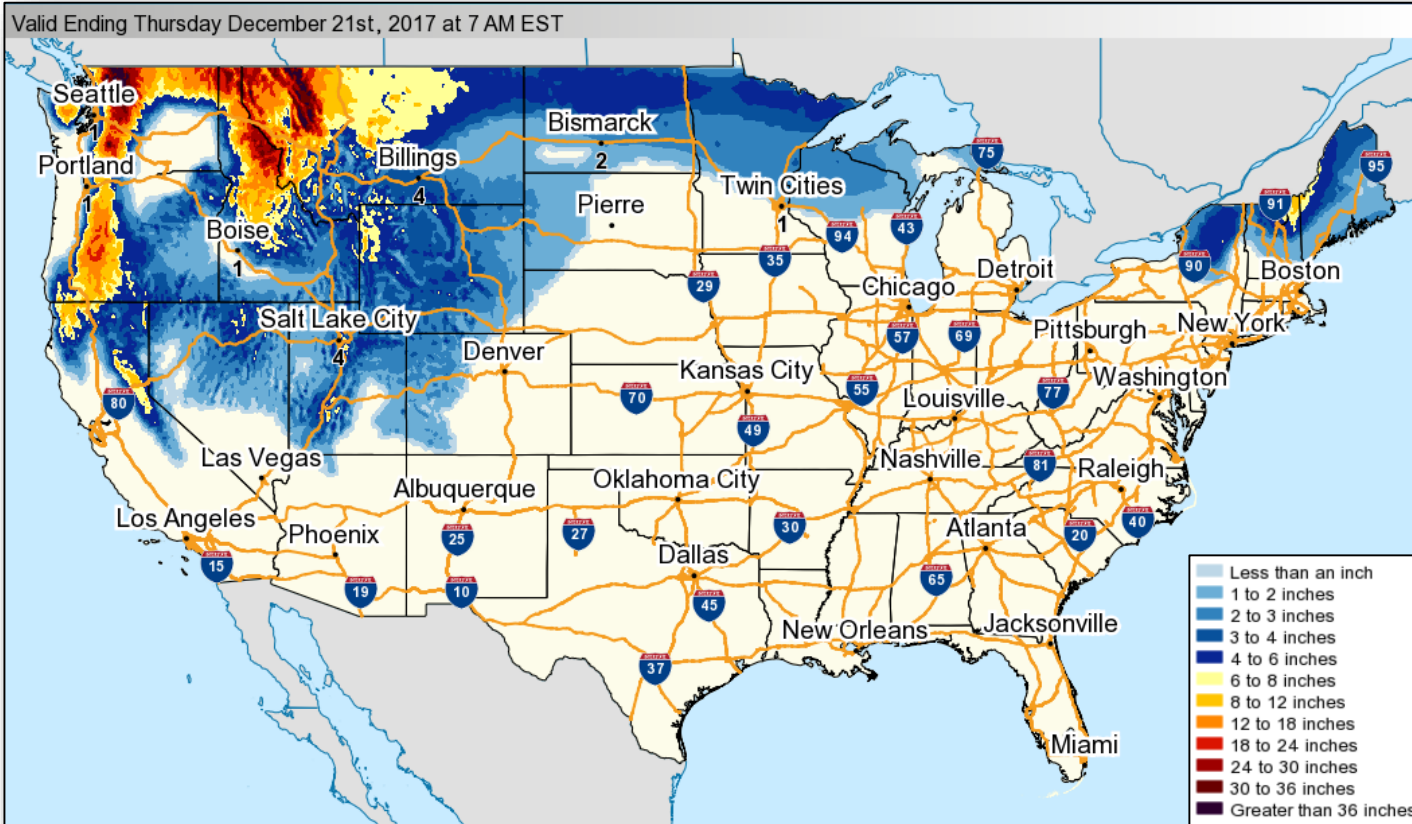 Valid Ending Thursday December 21st, 2017 at 7 AM EST
Seattle
1
Portland
1
Billings
4
Bismarck
2
Twin Cities
1
Pierre
Boise
1
Salt Lake City
4
Denver
Chicago
Detroit
Boston
Pittsburgh
New York
Kansas City
Washington
Louisville
Las Vegas
Nashville
Raleigh
Albuquerque
Oklahoma City
Los Angeles
Phoenix
Atlanta
Dallas
New Orleans
Jacksonville
Miami
75
95
91
94
43
90
35
29
57
69
80
70
55
77
49
81
25
27
30
20
40
15
19
10
45
65
37
Less than an inch
1 to 2 inches
2 to 3 inches
3 to 4 inches
4 to 6 inches
6 to 8 inches
8 to 12 inches
12 to 18 inches
18 to 24 inches
24 to 30 inches
30 to 36 inches
Greater than 36 inches